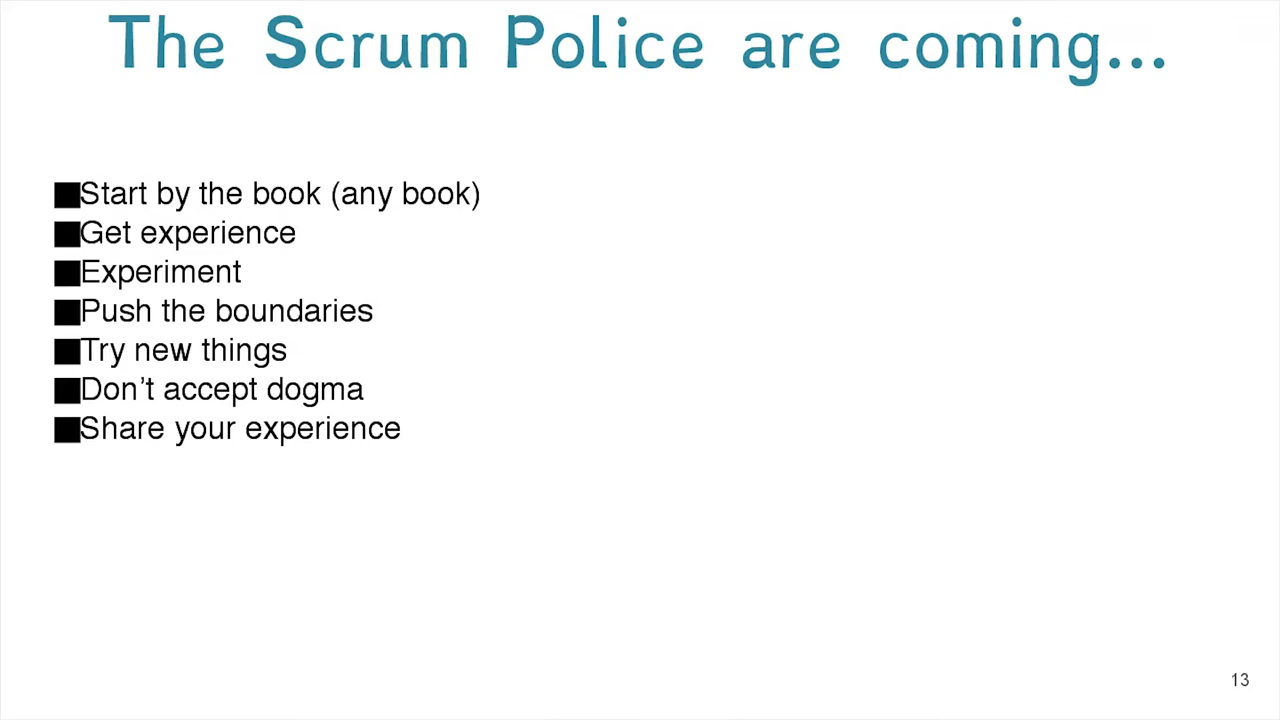 The Scrum Police are coming...
■Start by the book (any book)
■Get experience
■Experiment
■Push the boundaries
■Try new things
■Don’t accept dogma
■Share your experience
13